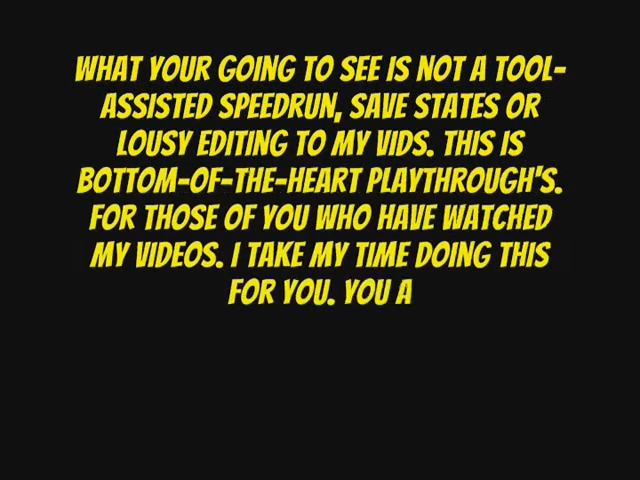 WHAT YOUR GOING TO SEE IS NOT A TOOL-
ASSISTED SPEEDRUN, SAVE STATES OR
LOUSY EDITING TO MY VIDS. THIS IS
BOTTOM-OF-THE-HEART PLAYTHROUGH'S.
FOR THOSE OF YOU WHO HAVE WATCHED
MY VIDEOS. I TAKE MY TIME DOING THIS
FOR YOU. YOU A